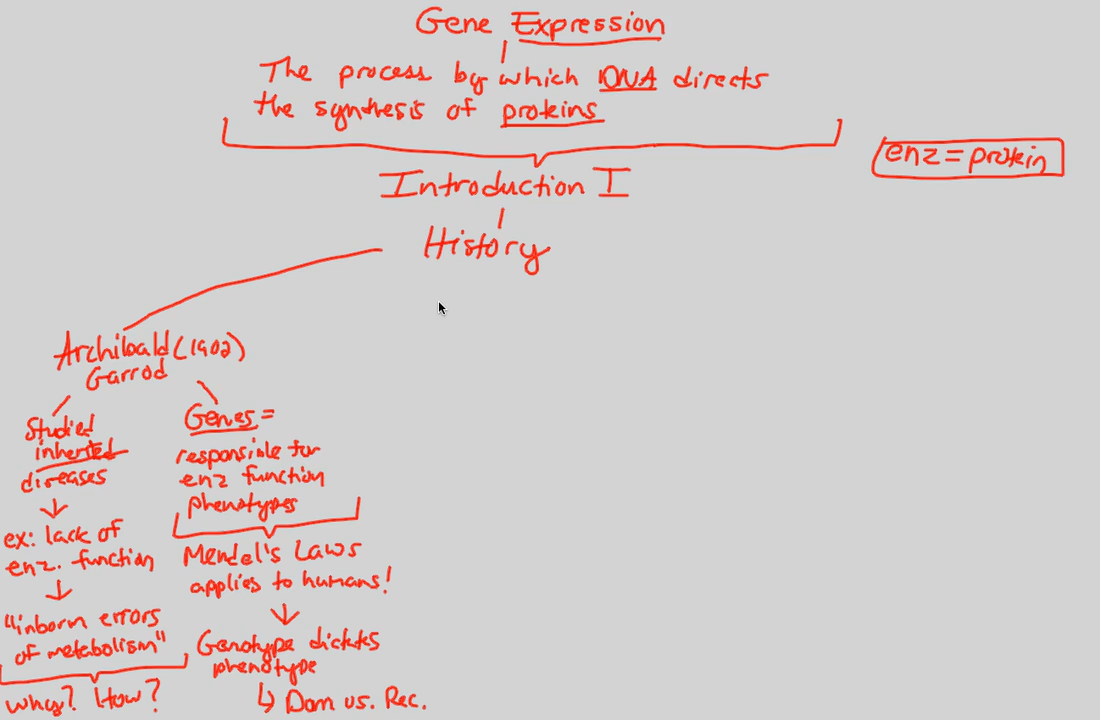 Gene Expression
The process by which DNA directs
the synthesis of proteins
enz = protein
Introduction I
History
Archibald (1902)
Garrod
Studied
inherited
diseases
ex: lack of
enz. function
"inborn errors
of metabolism"
Why? How?
Genes =
responsible for
enz function
phenotypes
Mendel's Laws
applies to humans!
Genotype dictates
phenotype
↳ Dom vs. Rec.